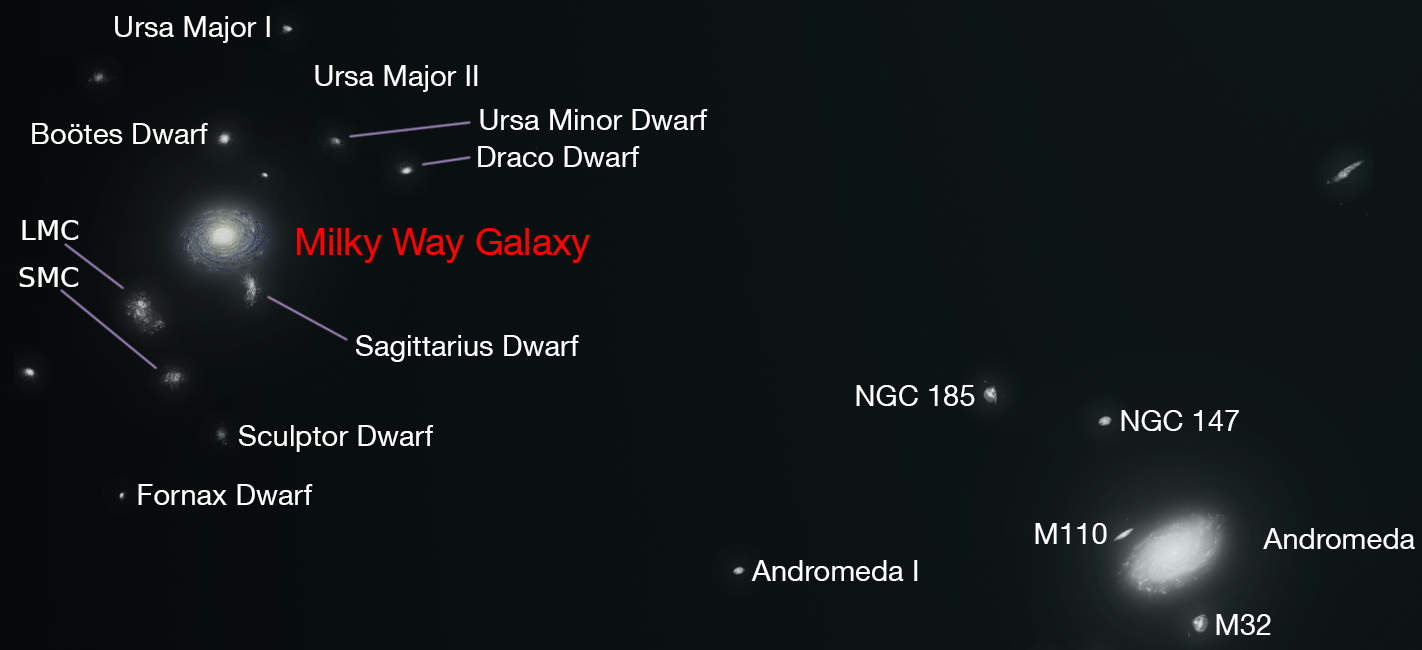 Ursa Major I
Ursa Major II
Boötes Dwarf
Ursa Minor Dwarf
Draco Dwarf
LMC
Milky Way Galaxy
SMC
Sagittarius Dwarf
NGC 185
NGC 147
Sculptor Dwarf
Fornax Dwarf
M110
Andromeda
Andromeda I
M32